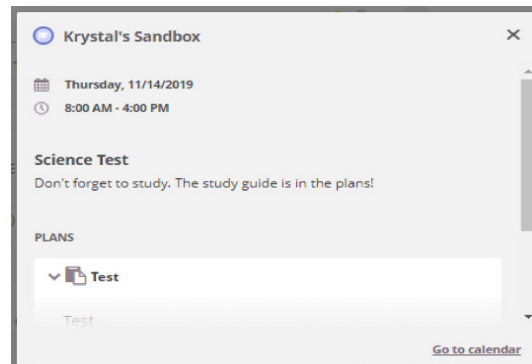 Krystal's Sandbox
Thursday, 11/14/2019
8:00 AM - 4:00 PM
Science Test
Don't forget to study. The study guide is in the plans!
PLANS
Test
Test
Go to calendar